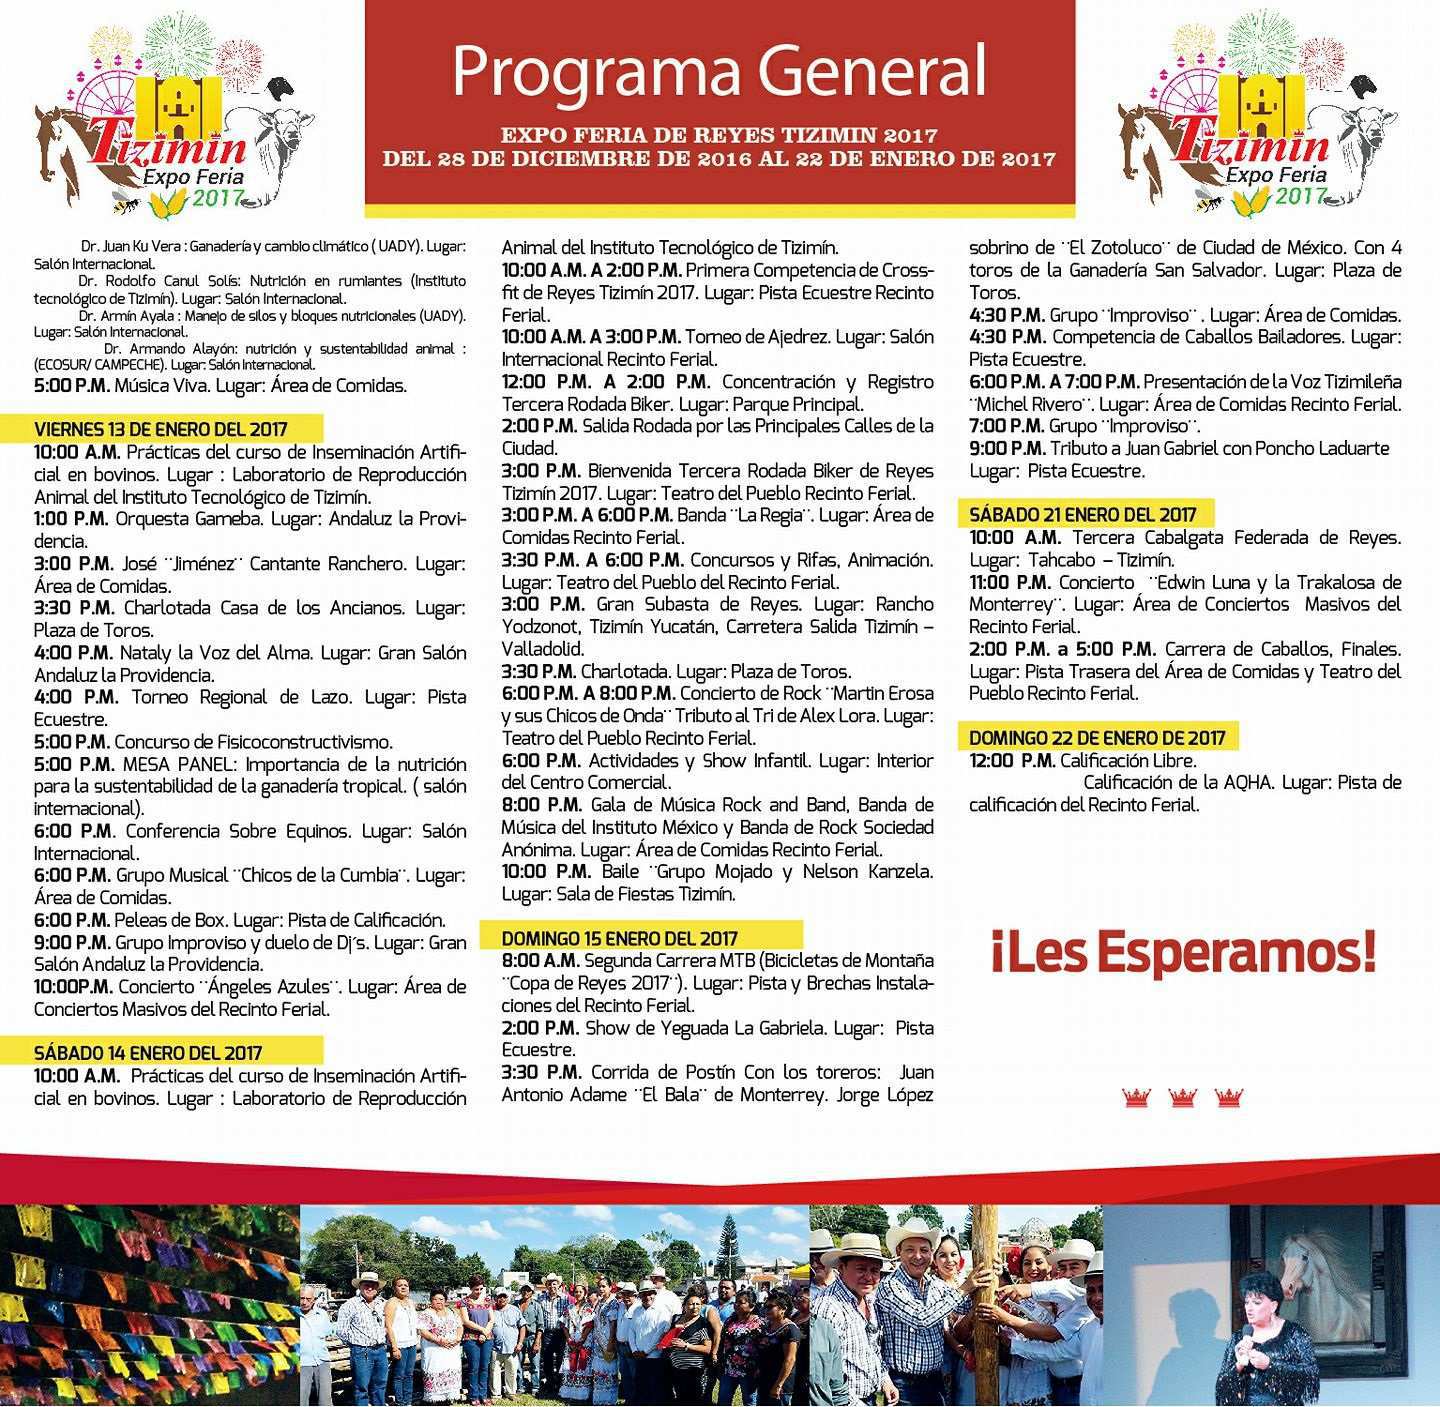 Tizimin
Expo Feria
2017
Programa General
EXPO FERIA DE REYES TIZIMIN 2017
DEL 28 DE DICIEMBRE DE 2016 AL 22 DE ENERO DE 2017
Tizimin
Expo Feria
2017
Dr. Juan Ku Vera : Ganadería y cambio climático ( UADY). Lugar:
Salón Internacional.
Dr. Rodolfo Canul Solís: Nutrición en rumiantes (Instituto
tecnológico de Tizimín). Lugar: Salón Internacional.
Dr. Armín Ayala : Manejo de silos y bloques nutricionales (UADY).
Lugar: Salón Internacional.
Dr. Armando Alayón: nutrición y sustentabilidad animal :
(ECOSUR/ CAMPECHE). Lugar: Salón Internacional.
5:00 P.M. Música Viva. Lugar: Área de Comidas.
VIERNES 13 DE ENERO DEL 2017
10:00 A.M. Prácticas del curso de Inseminación Artifi-
cial en bovinos. Lugar : Laboratorio de Reproducción
Animal del Instituto Tecnológico de Tizimín.
1:00 P.M. Orquesta Gameba. Lugar: Andaluz la Provi-
dencia.
3:00 P.M. José ¨Jiménez¨ Cantante Ranchero. Lugar:
Área de Comidas.
3:30 P.M. Charlotada Casa de los Ancianos. Lugar:
Plaza de Toros.
4:00 P.M. Nataly la Voz del Alma. Lugar: Gran Salón
Andaluz la Providencia.
4:00 P.M. Torneo Regional de Lazo. Lugar: Pista
Ecuestre.
5:00 P.M. Concurso de Fisicoconstructivismo.
5:00 P.M. MESA PANEL: Importancia de la nutrición
para la sustentabilidad de la ganadería tropical. ( salón
internacional).
6:00 P.M. Conferencia Sobre Equinos. Lugar: Salón
Internacional.
6:00 P.M. Grupo Musical ¨Chicos de la Cumbia¨. Lugar:
Área de Comidas.
6:00 P.M. Peleas de Box. Lugar: Pista de Calificación.
9:00 P.M. Grupo Improviso y duelo de Dj´s. Lugar: Gran
Salón Andaluz la Providencia.
10:00P.M. Concierto ¨Ángeles Azules¨. Lugar: Área de
Conciertos Masivos del Recinto Ferial.
SÁBADO 14 ENERO DEL 2017
10:00 A.M. Prácticas del curso de Inseminación Artifi-
cial en bovinos. Lugar : Laboratorio de Reproducción
Animal del Instituto Tecnológico de Tizimín.
10:00 A.M. A 2:00 P.M. Primera Competencia de Cross-
fit de Reyes Tizimín 2017. Lugar: Pista Ecuestre Recinto
Ferial.
10:00 A.M. A 3:00 P.M. Torneo de Ajedrez. Lugar: Salón
Internacional Recinto Ferial.
12:00 P.M. A 2:00 P.M. Concentración y Registro
Tercera Rodada Biker. Lugar: Parque Principal.
2:00 P.M. Salida Rodada por las Principales Calles de la
Ciudad.
3:00 P.M. Bienvenida Tercera Rodada Biker de Reyes
Tizimín 2017. Lugar: Teatro del Pueblo Recinto Ferial.
3:00 P.M. A 6:00 P.M. Banda ¨La Regia¨. Lugar: Área de
Comidas Recinto Ferial.
3:30 P.M. A 6:00 P.M. Concursos y Rifas, Animación.
Lugar: Teatro del Pueblo del Recinto Ferial.
3:00 P.M. Gran Subasta de Reyes. Lugar: Rancho
Yodzonot, Tizimín Yucatán, Carretera Salida Tizimín –
Valladolid.
3:30 P.M. Charlotada. Lugar: Plaza de Toros.
6:00 P.M. A 8:00 P.M. Concierto de Rock ¨Martin Erosa
y sus Chicos de Onda¨ Tributo al Tri de Alex Lora. Lugar:
Teatro del Pueblo Recinto Ferial.
6:00 P.M. Actividades y Show Infantil. Lugar: Interior
del Centro Comercial.
8:00 P.M. Gala de Música Rock and Band, Banda de
Música del Instituto México y Banda de Rock Sociedad
Anónima. Lugar: Área de Comidas Recinto Ferial.
10:00 P.M. Baile ¨Grupo Mojado y Nelson Kanzela.
Lugar: Sala de Fiestas Tizimín.
DOMINGO 15 ENERO DEL 2017
8:00 A.M. Segunda Carrera MTB (Bicicletas de Montaña
¨Copa de Reyes 2017¨). Lugar: Pista y Brechas Instala-
ciones del Recinto Ferial.
2:00 P.M. Show de Yeguada La Gabriela. Lugar: Pista
Ecuestre.
3:30 P.M. Corrida de Postín Con los toreros: Juan
Antonio Adame ¨El Bala¨ de Monterrey. Jorge López
sobrino de ¨El Zotoluco¨ de Ciudad de México. Con 4
toros de la Ganadería San Salvador. Lugar: Plaza de
Toros.
4:30 P.M. Grupo ¨Improviso¨ . Lugar: Área de Comidas.
4:30 P.M. Competencia de Caballos Bailadores. Lugar:
Pista Ecuestre.
6:00 P.M. A 7:00 P.M. Presentación de la Voz Tizimileña
¨Michel Rivero¨. Lugar: Área de Comidas Recinto Ferial.
7:00 P.M. Grupo ¨Improviso¨.
9:00 P.M. Tributo a Juan Gabriel con Poncho Laduarte
Lugar: Pista Ecuestre.
SÁBADO 21 ENERO DEL 2017
10:00 A.M. Tercera Cabalgata Federada de Reyes.
Lugar: Tahcabo – Tizimín.
11:00 P.M. Concierto ¨Edwin Luna y la Trakalosa de
Monterrey¨. Lugar: Área de Conciertos Masivos del
Recinto Ferial.
2:00 P.M. a 5:00 P.M. Carrera de Caballos, Finales.
Lugar: Pista Trasera del Área de Comidas y Teatro del
Pueblo Recinto Ferial.
DOMINGO 22 DE ENERO DE 2017
12:00 P.M. Calificación Libre.
Calificación de la AQHA. Lugar: Pista de
calificación del Recinto Ferial.
¡Les Esperamos!